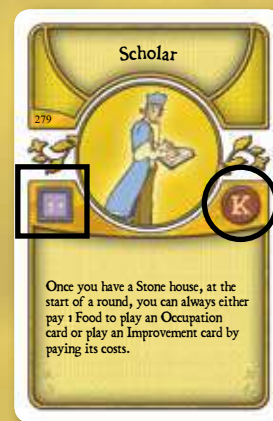 Scholar
279
K
Once you have a Stone house, at the
start of a round, you can always either
pay 1 Food to play an Occupation
card or play an Improvement card by
paying its costs.